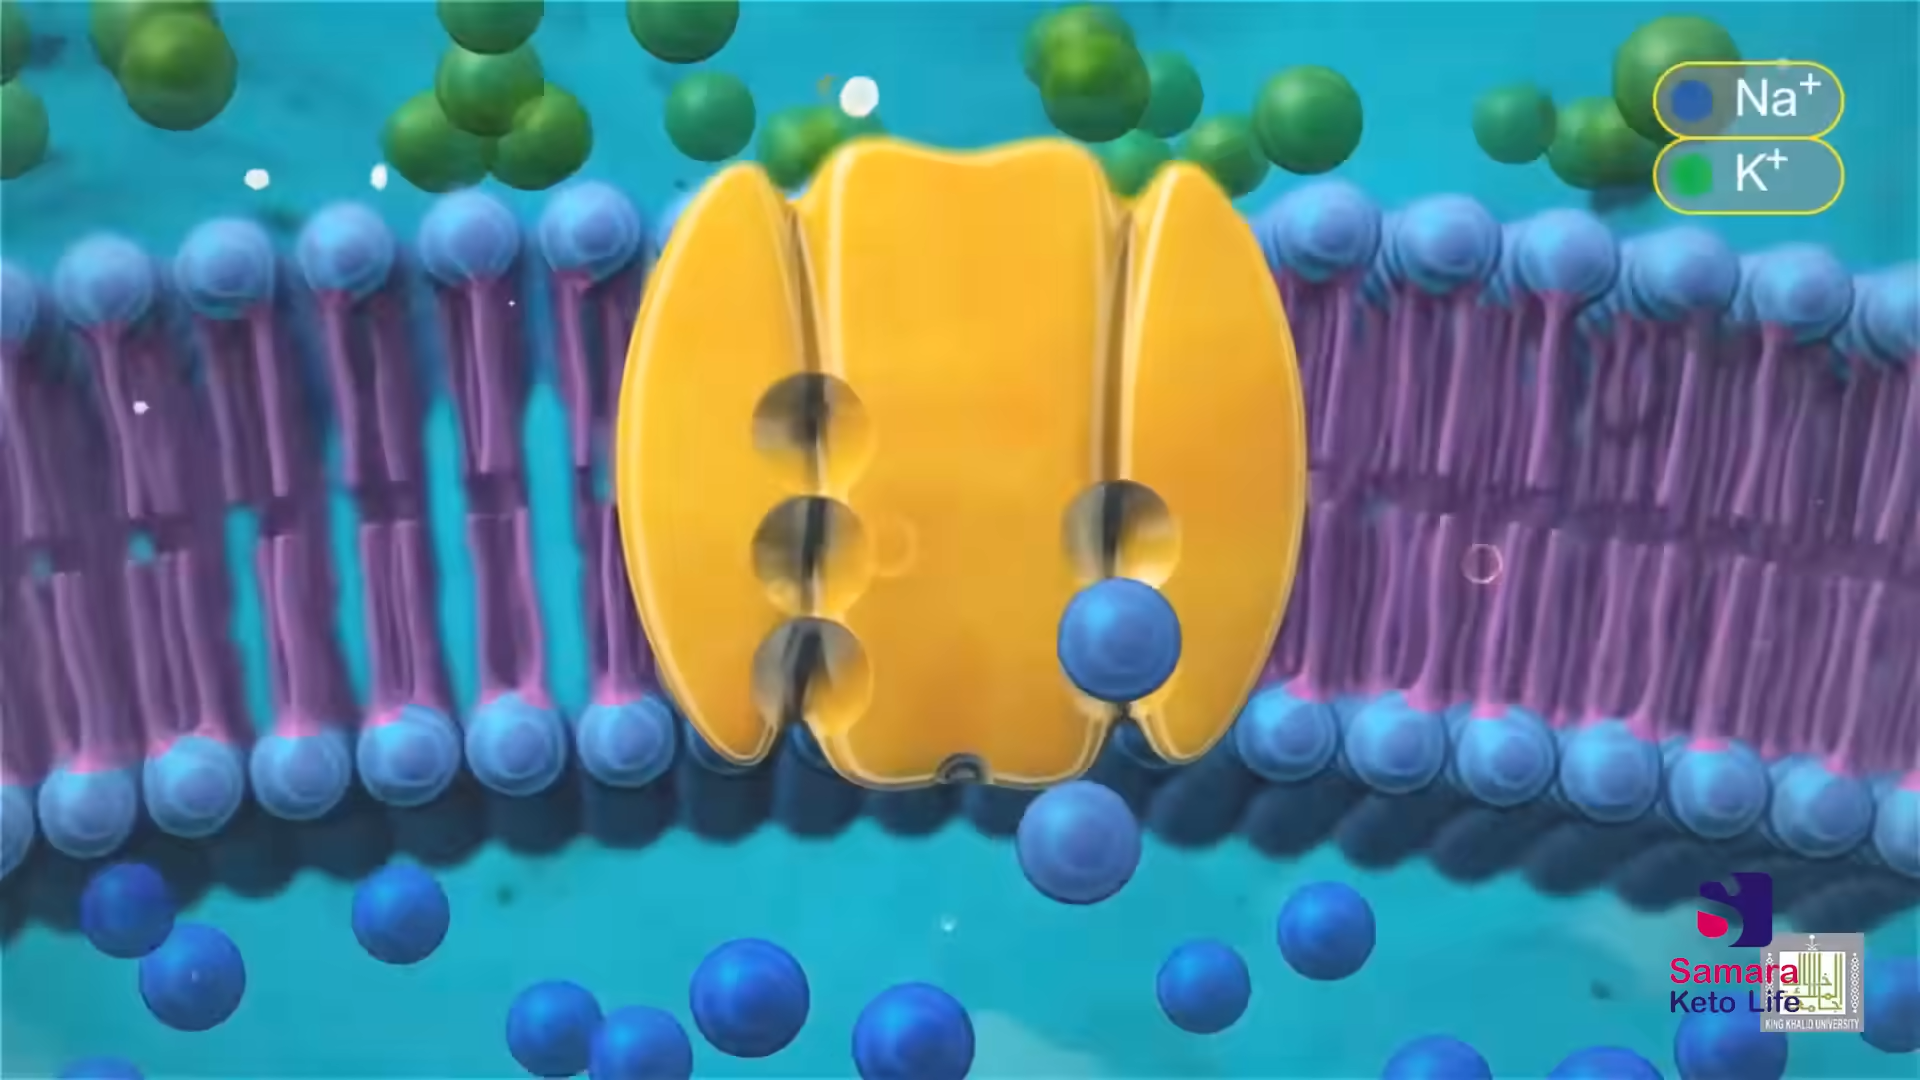 Na⁺
K⁺
Samara
Keto Life
KING KHALID UNIVERSITY